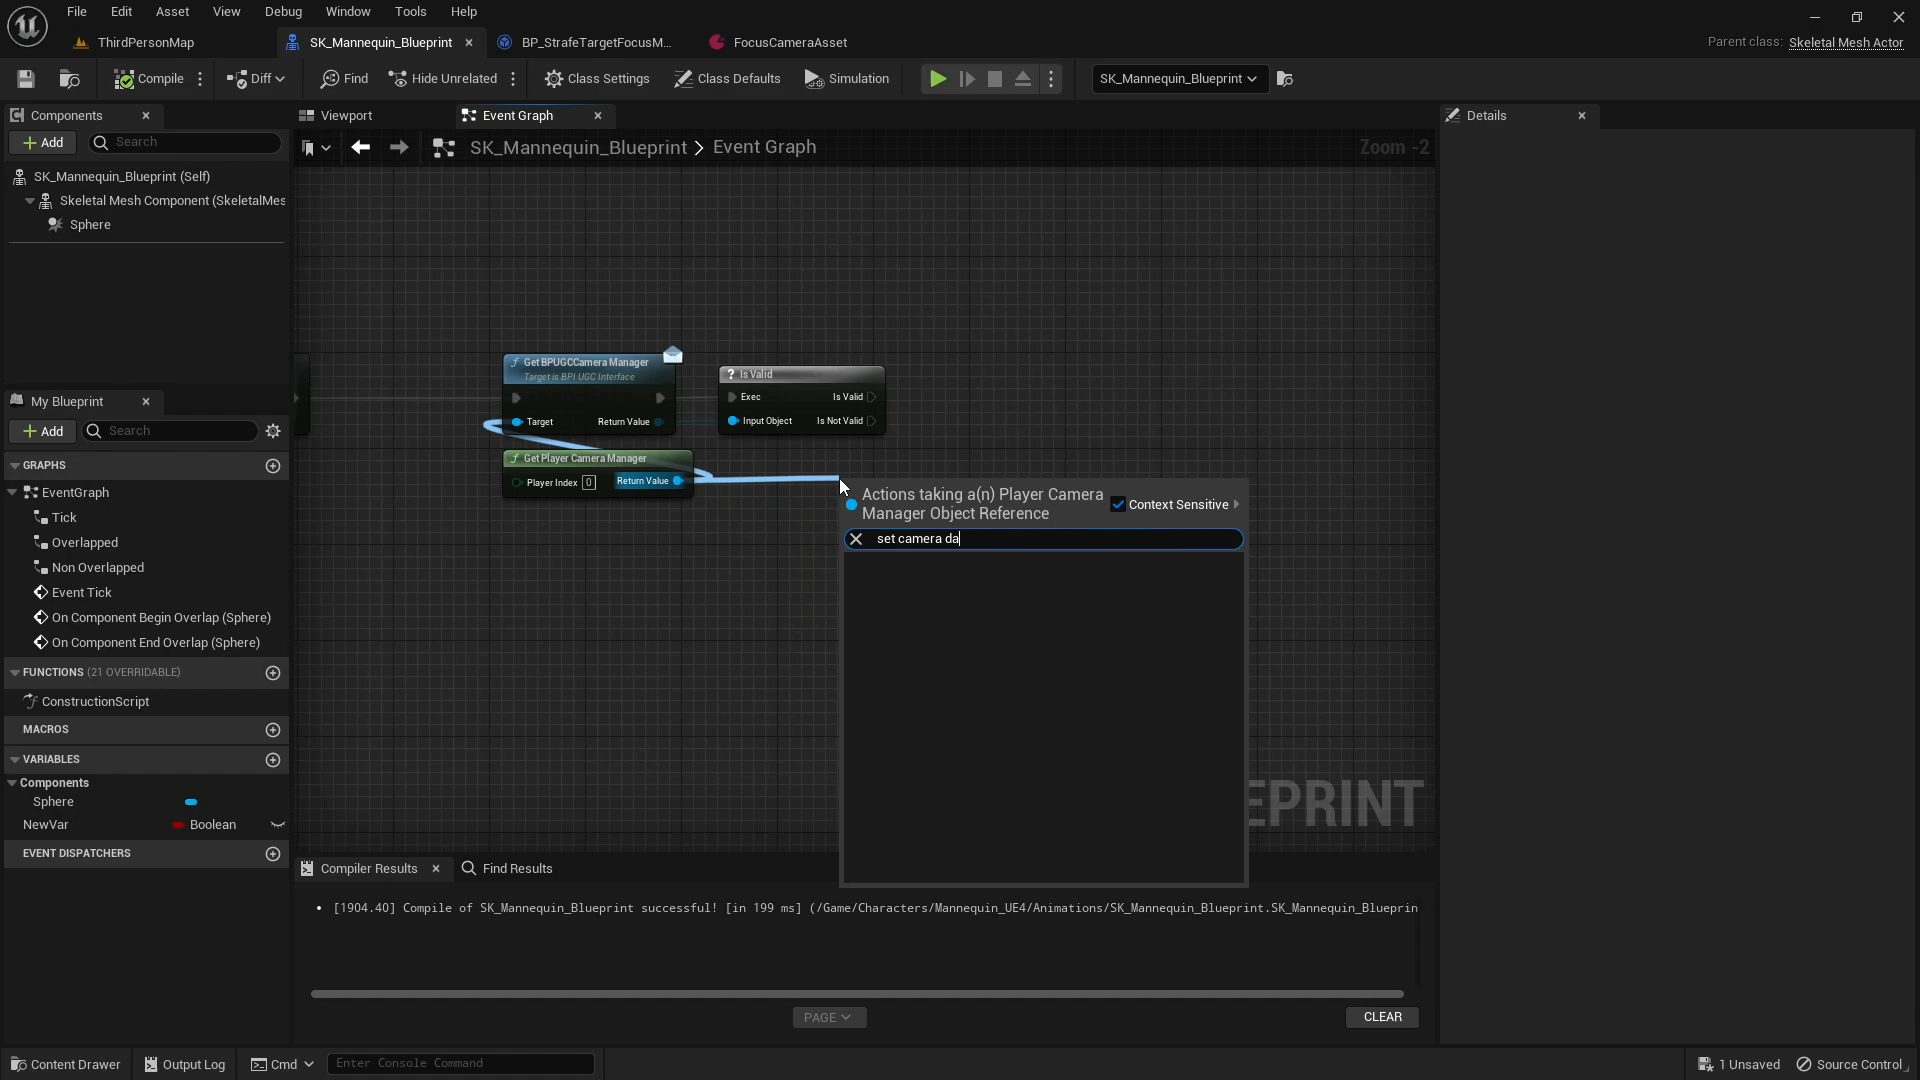 File Edit Asset View Debug Window Tools Help
ThirdPersonMap SK_Mannequin_Blueprint BP_StrafeTargetFocusM... FocusCameraAsset
Parent class: Skeletal Mesh Actor
Compile Diff Find Hide Unrelated Class Settings Class Defaults Simulation SK_Mannequin_Blueprint
Components
Add Search
SK_Mannequin_Blueprint (Self)
Skeletal Mesh Component (SkeletalMes
Sphere
My Blueprint
Add Search
GRAPHS
EventGraph
Tick
Overlapped
Non Overlapped
Event Tick
On Component Begin Overlap (Sphere)
On Component End Overlap (Sphere)
FUNCTIONS (21 OVERRIDABLE)
ConstructionScript
MACROS
VARIABLES
Components
Sphere
NewVar Boolean
EVENT DISPATCHERS
Viewport Event Graph
SK_Mannequin_Blueprint > Event Graph Zoom -2
Get BPUGCCamera Manager
Target is BPI UGC Interface
Target Return Value
Is Valid
Exec Is Valid
Input Object Is Not Valid
Get Player Camera Manager
Player Index 0 Return Value
Actions taking a(n) Player Camera
Manager Object Reference
Context Sensitive
set camera da
EPRINT
Compiler Results Find Results
[1904.40] Compile of SK_Mannequin_Blueprint successful! [in 199 ms] (/Game/Characters/Mannequin_UE4/Animations/SK_Mannequin_Blueprint.SK_Mannequin_Blueprin
PAGE CLEAR
Details
Content Drawer Output Log Cmd Enter Console Command 1 Unsaved Source Control